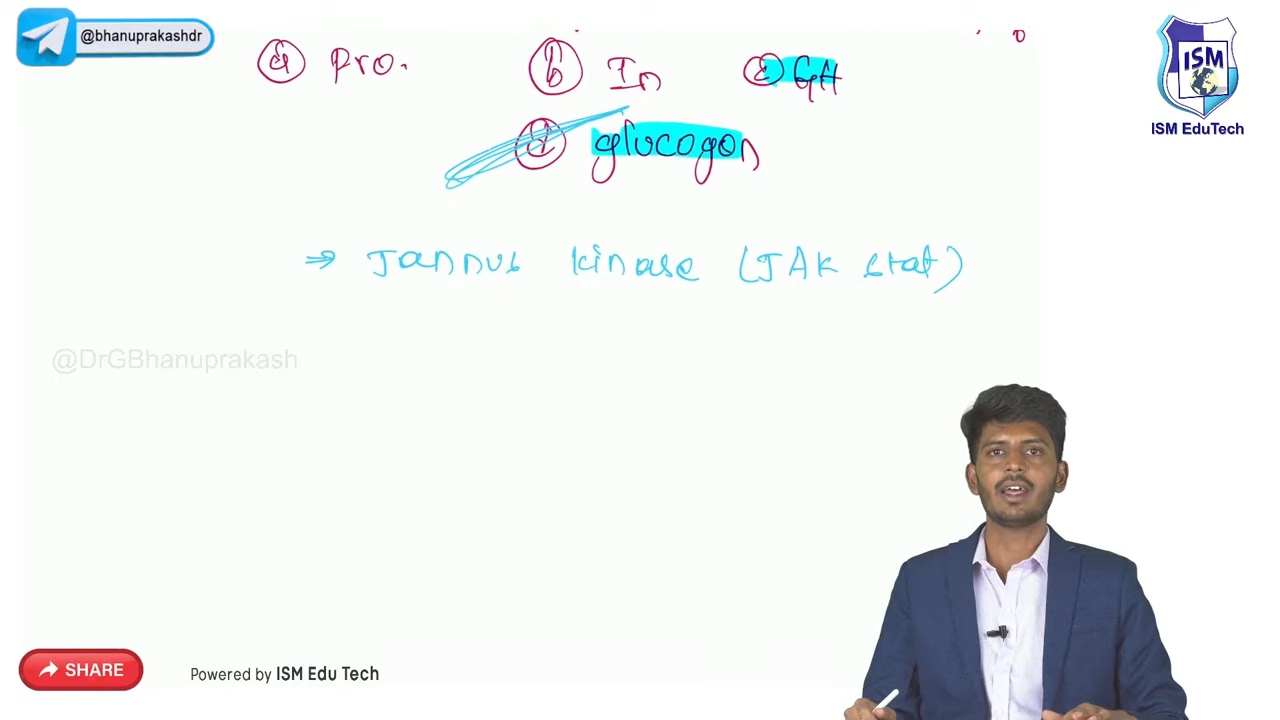 @bhanuprakashdr
ISM
ISM EduTech
a Pro.
b In
c GH
d glucogon
⇒ Jannus kinase (JAK stat)
@DrGBhanuprakash
SHARE
Powered by ISM Edu Tech